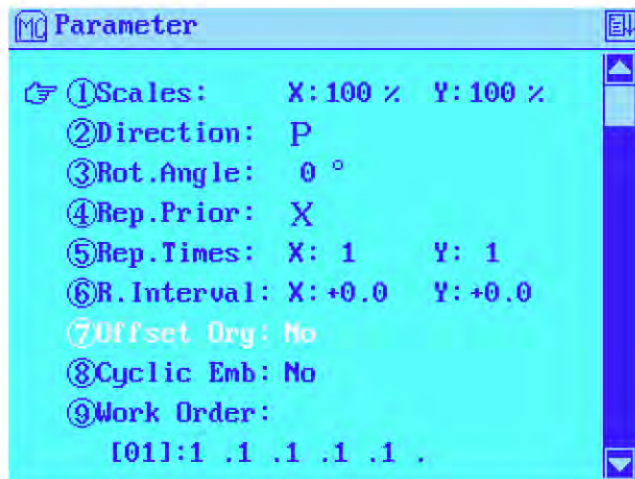 MC Parameter
①Scales: X:100 % Y:100 %
②Direction: P
③Rot.Angle: 0 °
④Rep.Prior: X
⑤Rep.Times: X: 1 Y: 1
⑥R.Interval: X:+0.0 Y:+0.0
⑦Offset Org: No
⑧Cyclic Emb: No
⑨Work Order:
[01]:1 .1 .1 .1 .1 .